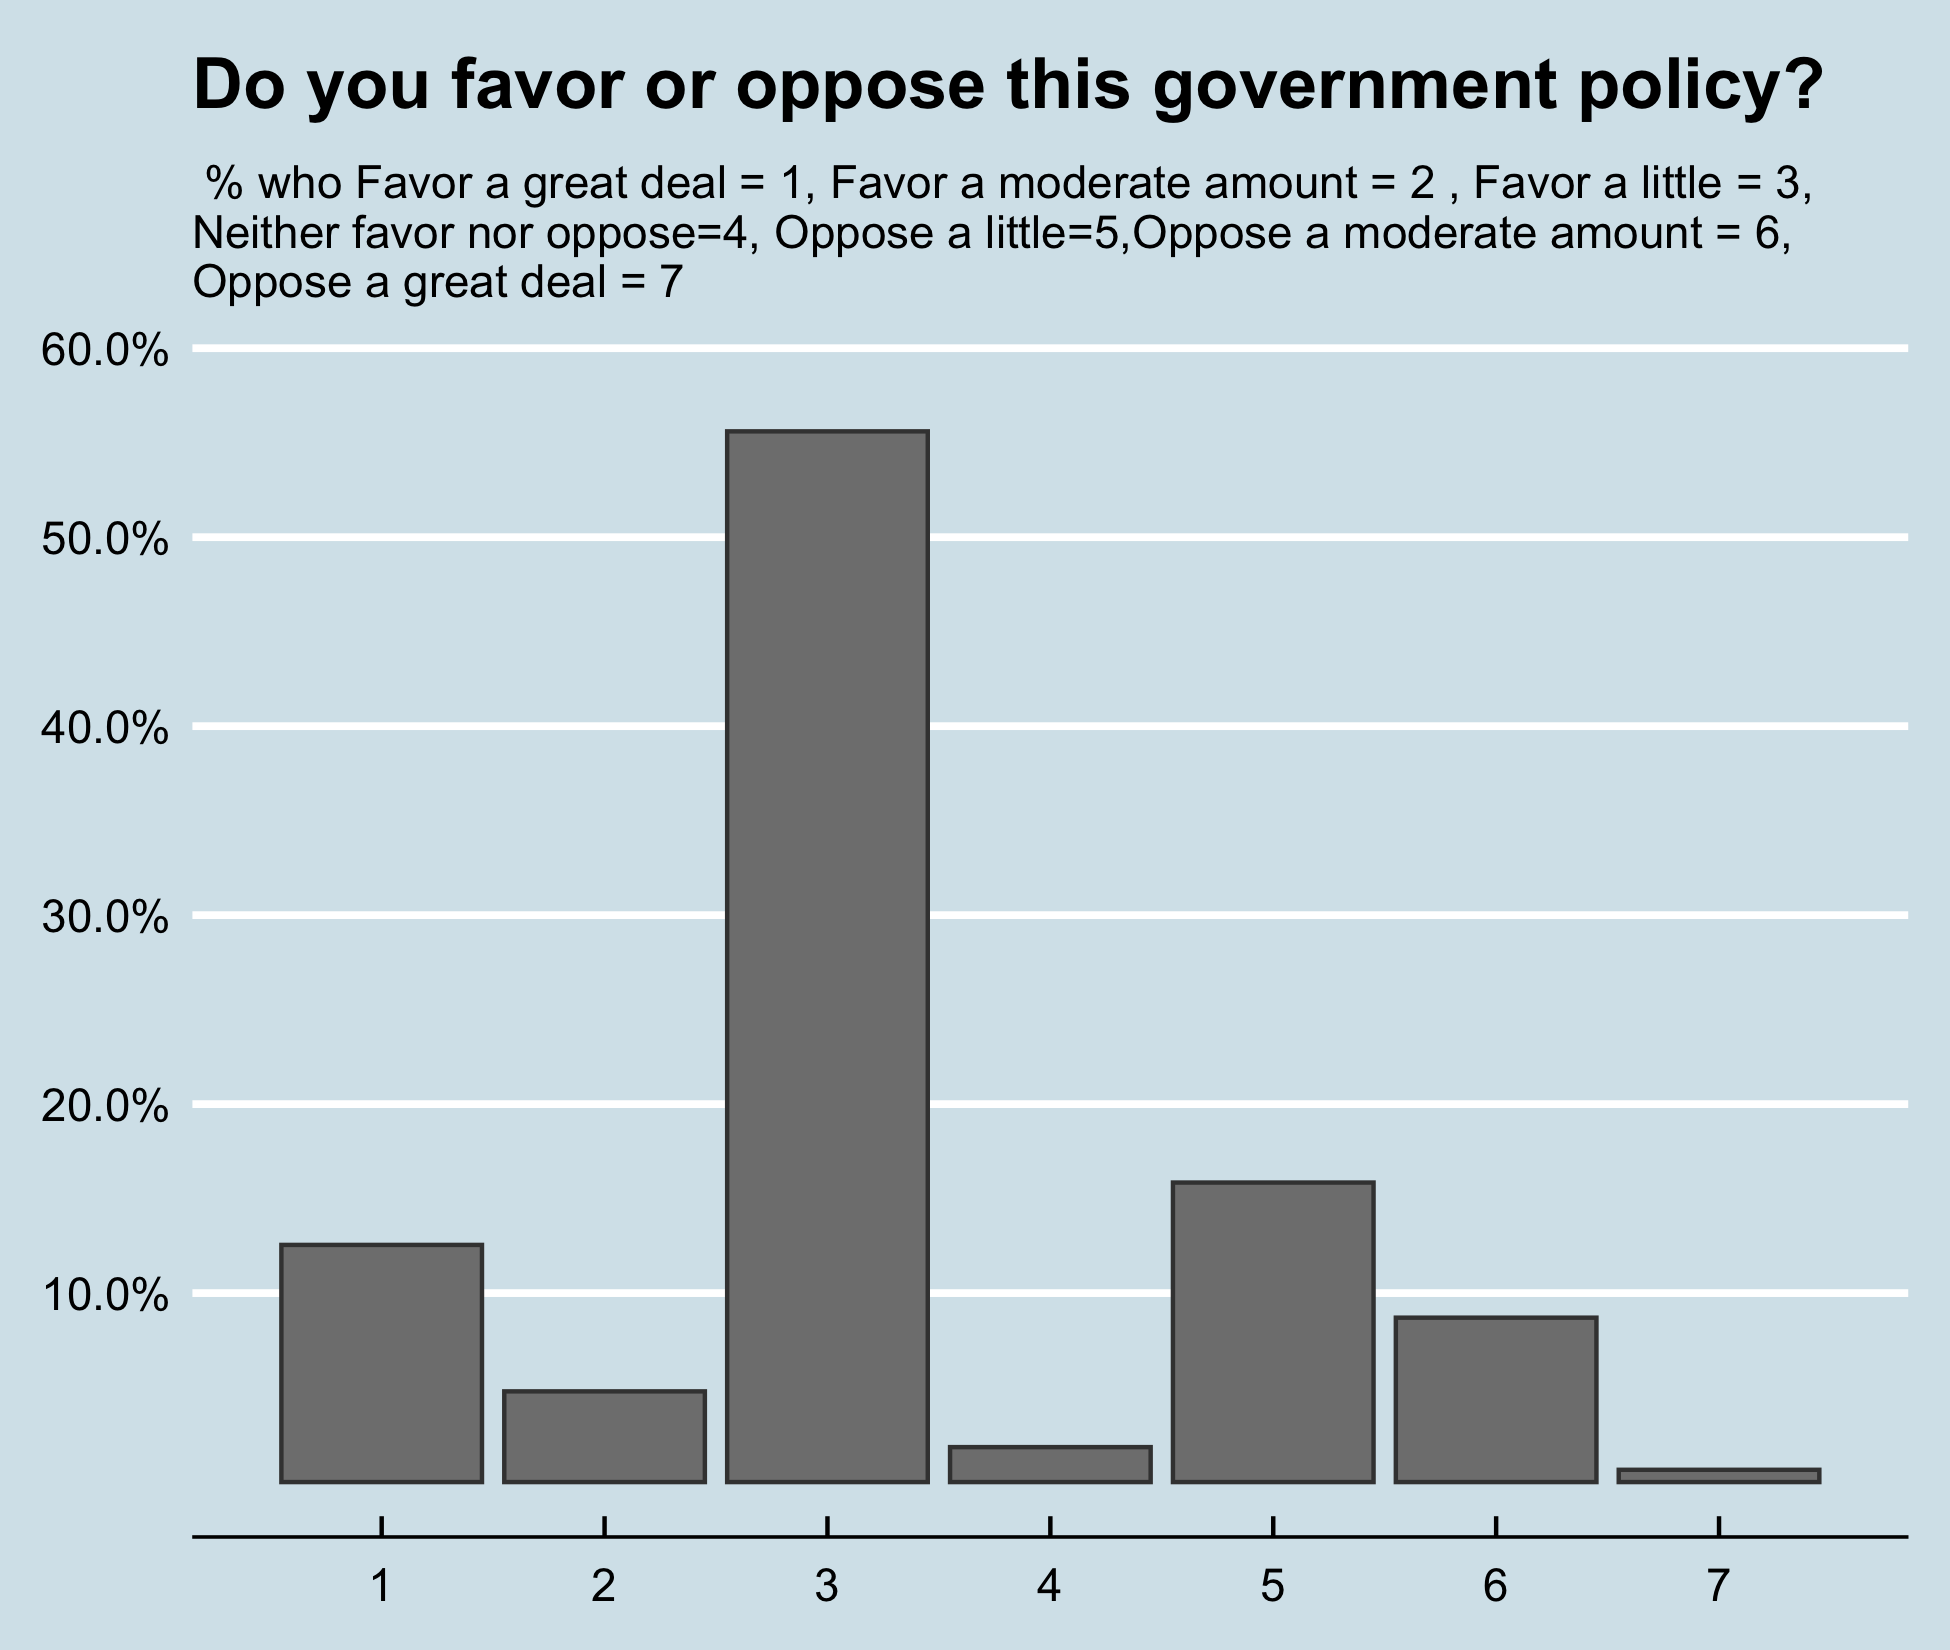 Do you favor or oppose this government policy?
% who Favor a great deal = 1, Favor a moderate amount = 2 , Favor a little = 3,
Neither favor nor oppose=4, Oppose a little=5,Oppose a moderate amount = 6,
Oppose a great deal = 7
60.0%
50.0%
40.0%
30.0%
20.0%
10.0%
1 2 3 4 5 6 7